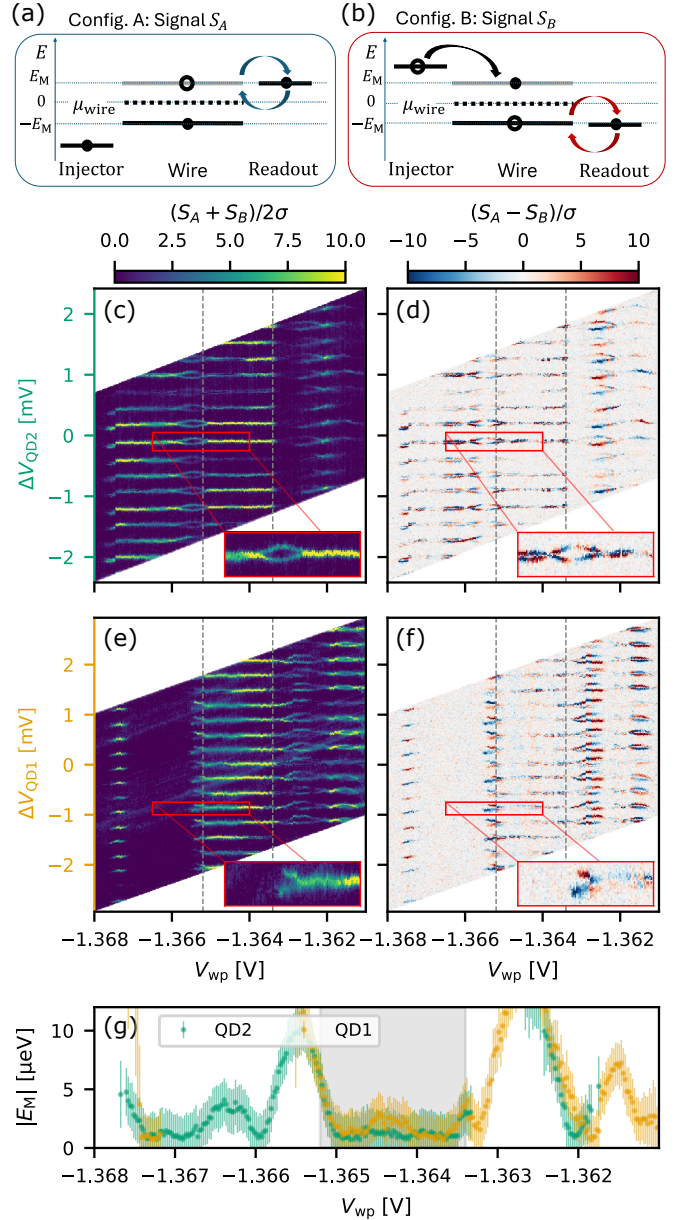 (a)
Config. A: Signal S_A
E
E_M
0
−E_M
μ_wire
Injector
Wire
Readout
(b)
Config. B: Signal S_B
E
E_M
0
−E_M
μ_wire
Injector
Wire
Readout
(S_A + S_B)/2σ
0.0 2.5 5.0 7.5 10.0
(S_A − S_B)/σ
−10 −5 0 5 10
(c)
ΔV_QD2 [mV]
2
1
0
−1
−2
(d)
(e)
ΔV_QD1 [mV]
2
1
0
−1
−2
−1.368 −1.366 −1.364 −1.362
V_wp [V]
(f)
−1.368 −1.366 −1.364 −1.362
V_wp [V]
(g)
QD2
QD1
|E_M| [μeV]
10
5
0
−1.368 −1.367 −1.366 −1.365 −1.364 −1.363 −1.362
V_wp [V]